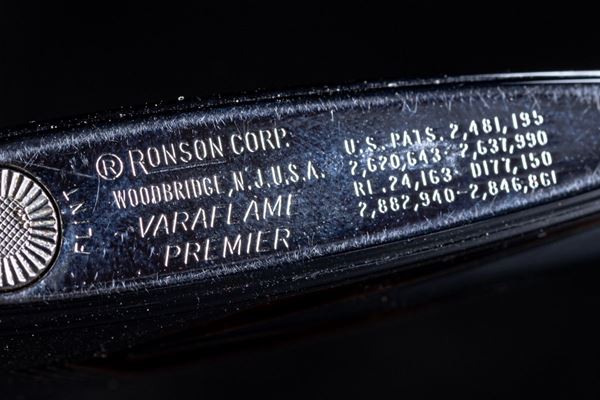 FLINT
® RONSON CORP.
WOODBRIDGE, N.J. U.S.A.
VARAFLAME
PREMIER
U.S. PATS. 2,481,195
2,620,643-2,637,990
RE. 24,163- D177,150
2,882,940-2,846,861